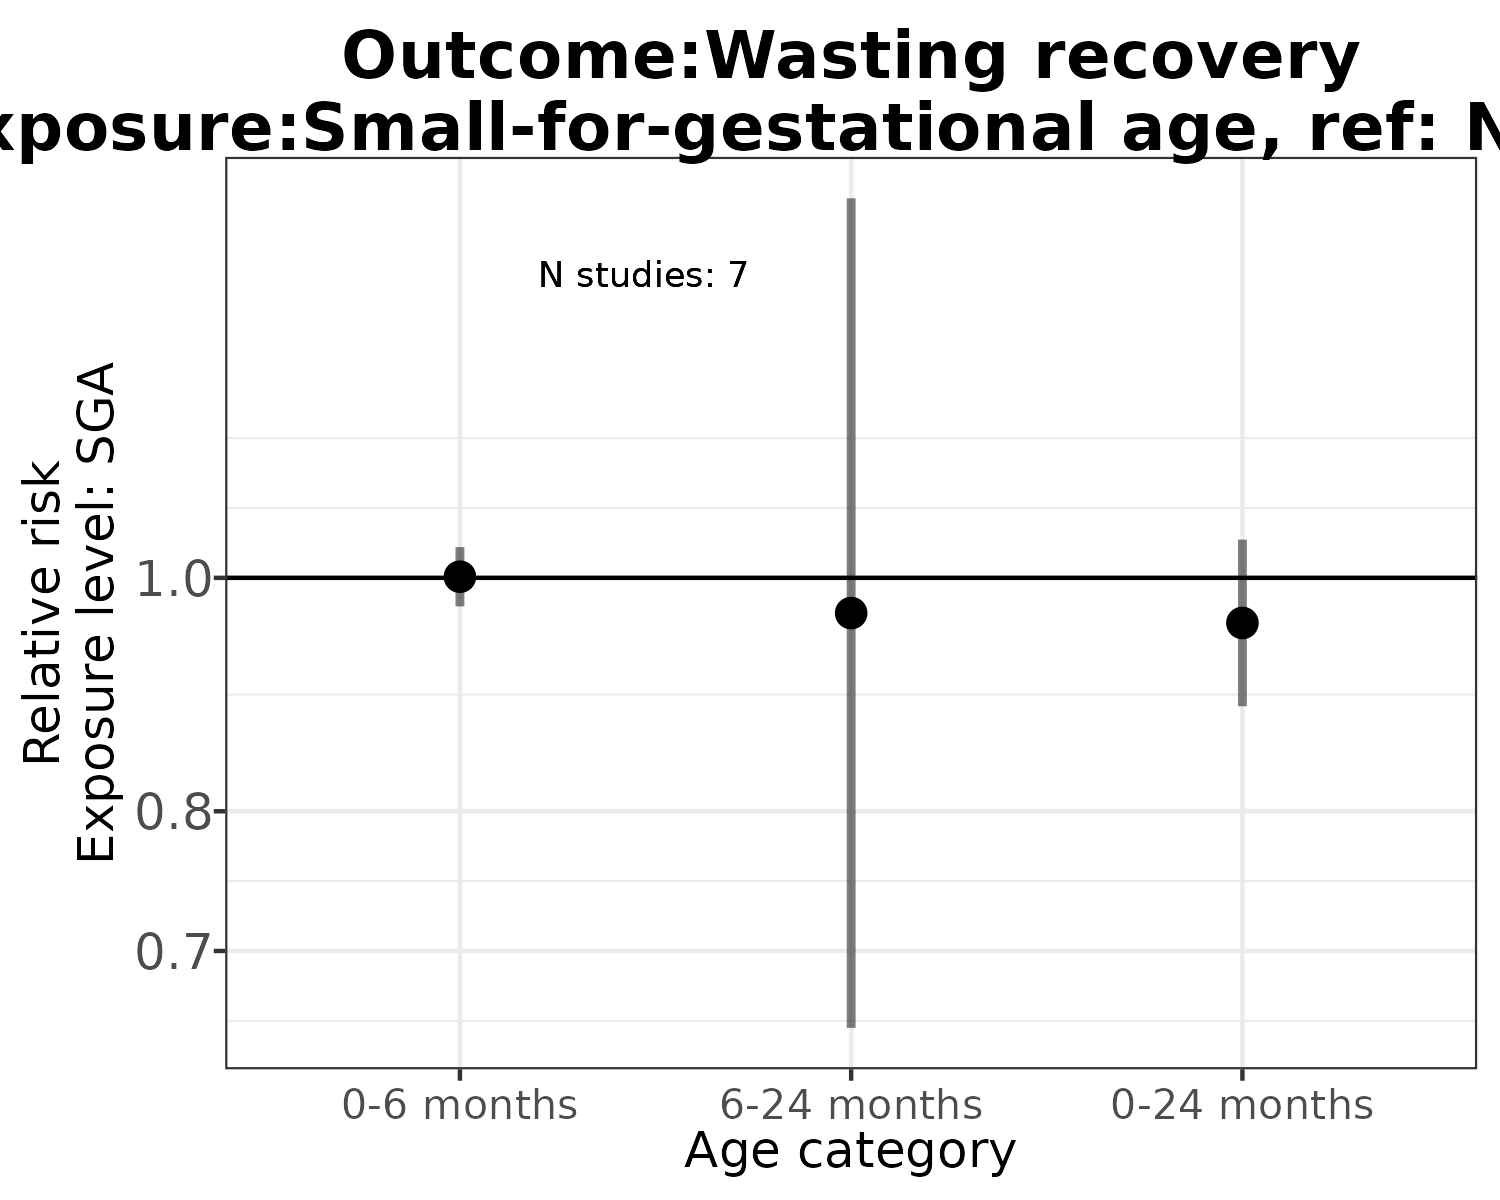 Outcome:Wasting recovery
xposure:Small-for-gestational age, ref: N
N studies: 7
Relative risk
Exposure level: SGA
1.0
0.8
0.7
0-6 months
6-24 months
0-24 months
Age category